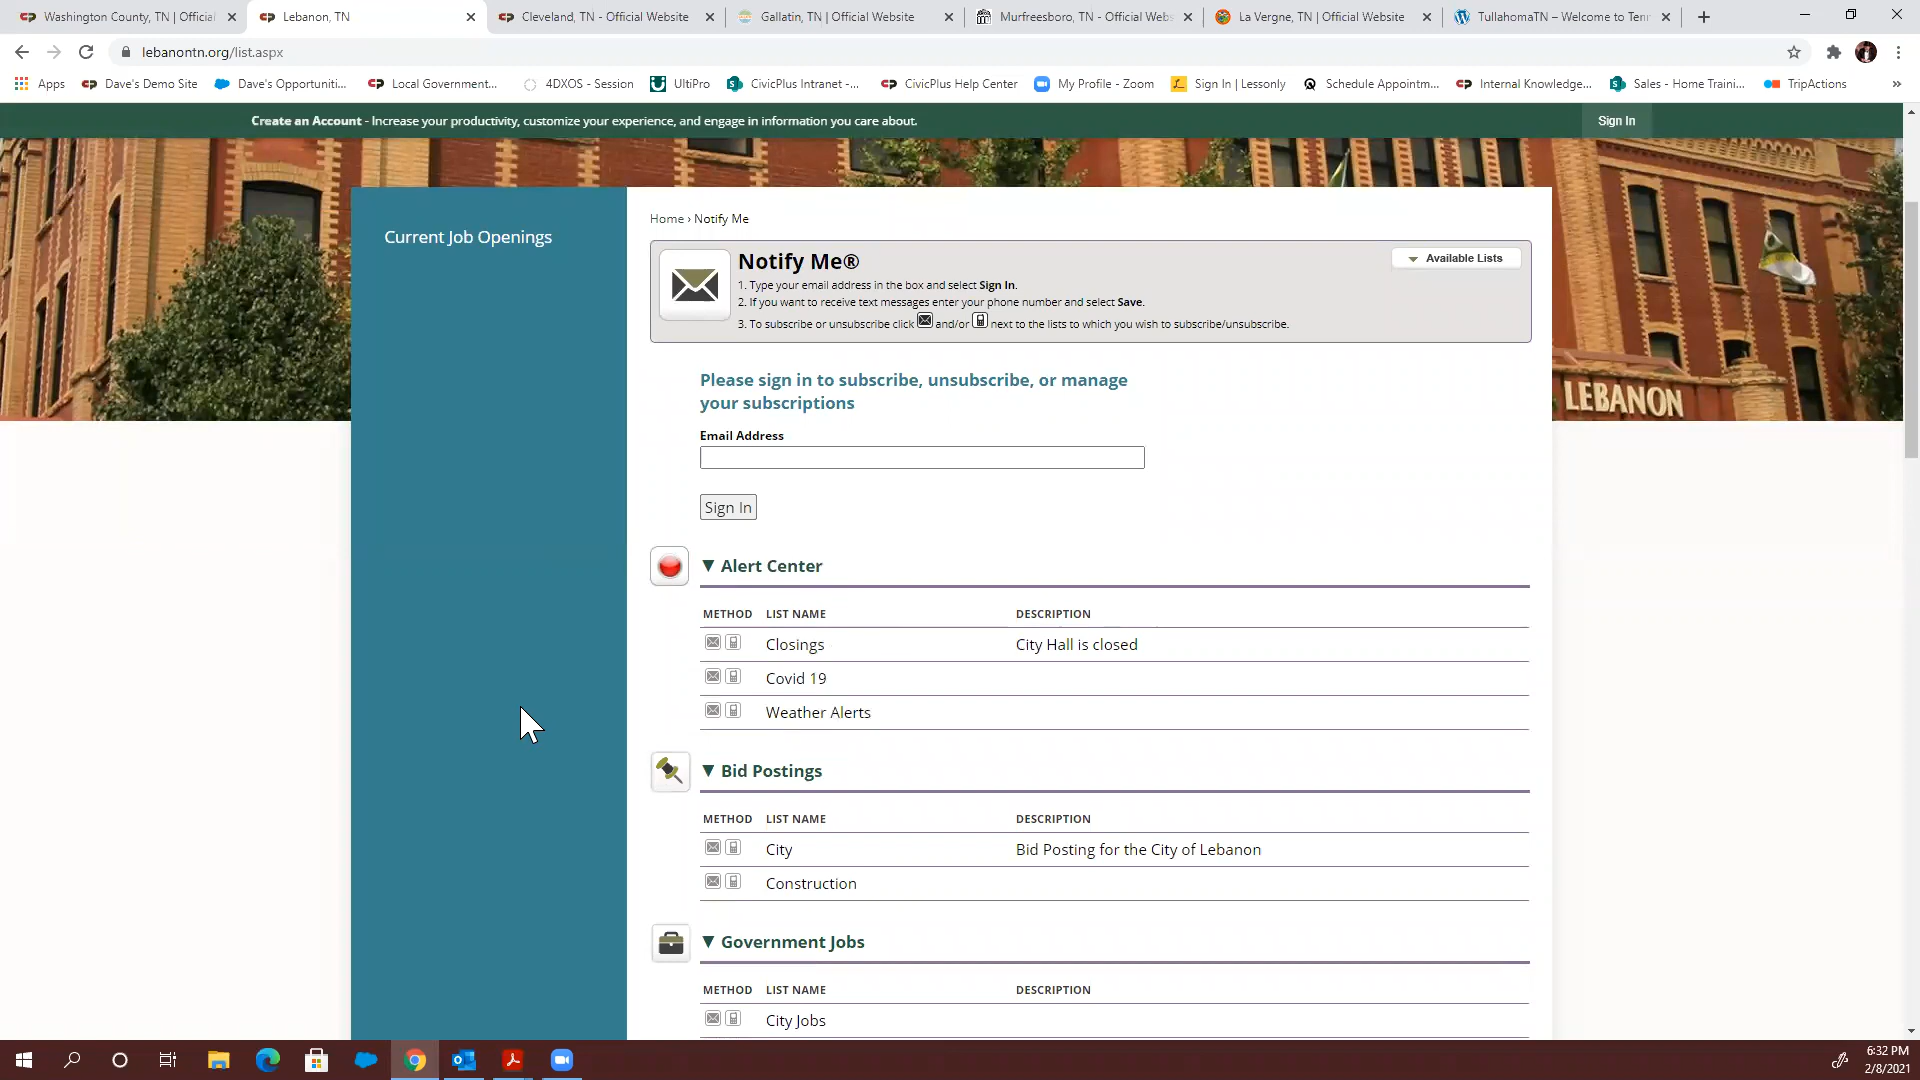 Washington County, TN | Official
Lebanon, TN
Cleveland, TN - Official Website
Gallatin, TN | Official Website
Murfreesboro, TN - Official Web
La Vergne, TN | Official Website
TullahomaTN – Welcome to Ten
lebanontn.org/list.aspx
Apps
Dave's Demo Site
Dave's Opportuniti...
Local Government...
4DXOS - Session
UltiPro
CivicPlus Intranet -...
CivicPlus Help Center
My Profile - Zoom
Sign In | Lessonly
Schedule Appointm...
Internal Knowledge...
Sales - Home Traini...
TripActions
Create an Account - Increase your productivity, customize your experience, and engage in information you care about.
Sign In
LEBANON
Current Job Openings
Home › Notify Me
Notify Me®
Available Lists
1. Type your email address in the box and select Sign In.
2. If you want to receive text messages enter your phone number and select Save.
3. To subscribe or unsubscribe click and/or next to the lists to which you wish to subscribe/unsubscribe.
Please sign in to subscribe, unsubscribe, or manage
your subscriptions
Email Address
Sign In
▼ Alert Center
METHOD LIST NAME DESCRIPTION
Closings City Hall is closed
Covid 19
Weather Alerts
▼ Bid Postings
METHOD LIST NAME DESCRIPTION
City Bid Posting for the City of Lebanon
Construction
▼ Government Jobs
METHOD LIST NAME DESCRIPTION
City Jobs
6:32 PM
2/8/2021